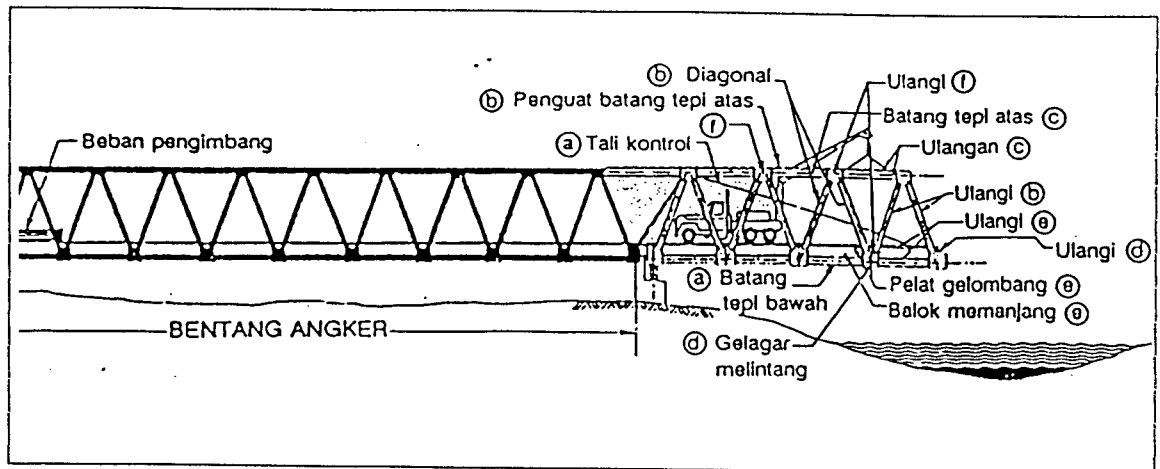 ⓑ Diagonal
Ulangi ⓕ
ⓑ Penguat batang tepi atas
Batang tepi atas ⓒ
Beban pengimbang
ⓕ
ⓐ Tali kontrol
Ulangan ⓒ
Ulangi ⓑ
Ulangi ⓔ
Ulangi ⓓ
ⓐ Batang
tepi bawah
Pelat gelombang ⓔ
Balok memanjang ⓔ
BENTANG ANGKER
ⓓ Gelagar
melintang